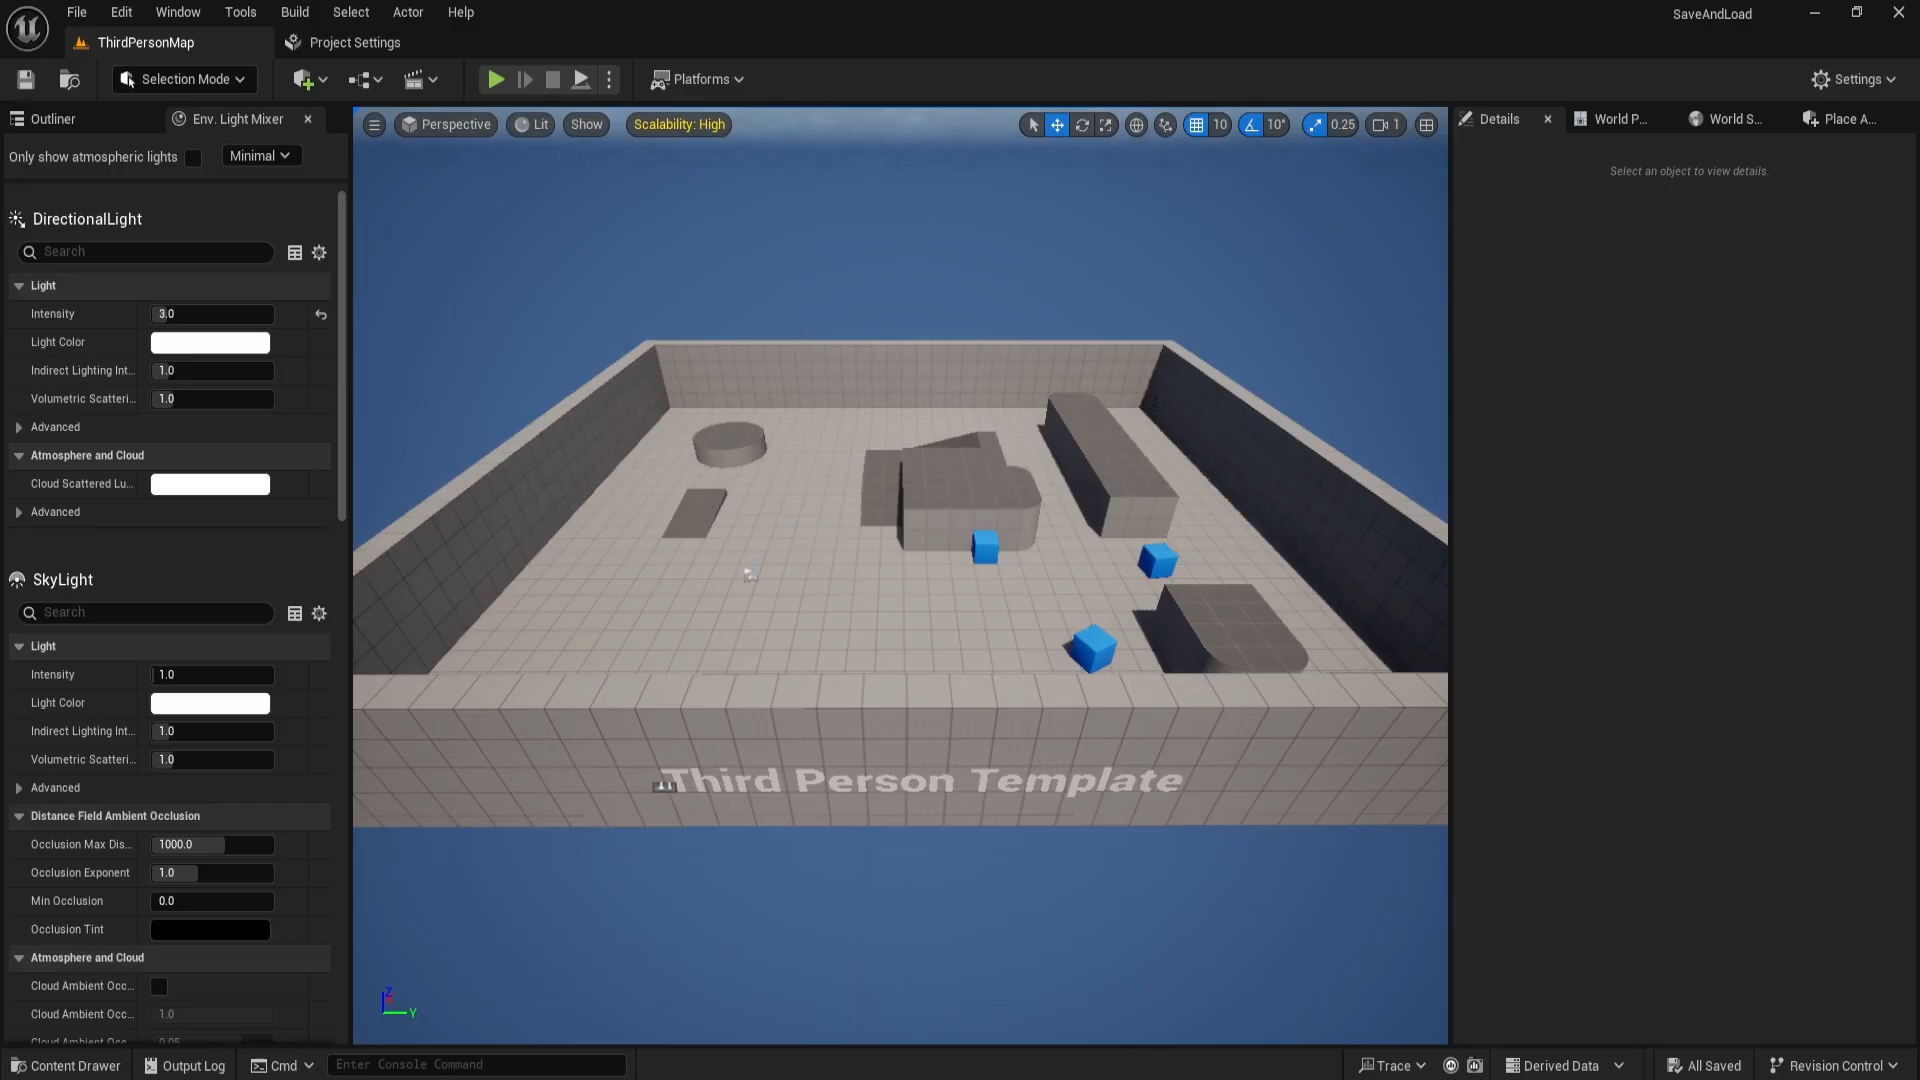 File Edit Window Tools Build Select Actor Help
SaveAndLoad
ThirdPersonMap
Project Settings
Selection Mode
Platforms
Settings
Outliner
Env. Light Mixer
Only show atmospheric lights
Minimal
DirectionalLight
Search
Light
Intensity 3.0
Light Color
Indirect Lighting Int... 1.0
Volumetric Scatteri... 1.0
Advanced
Atmosphere and Cloud
Cloud Scattered Lu...
Advanced
SkyLight
Search
Light
Intensity 1.0
Light Color
Indirect Lighting Int... 1.0
Volumetric Scatteri... 1.0
Advanced
Distance Field Ambient Occlusion
Occlusion Max Dis... 1000.0
Occlusion Exponent 1.0
Min Occlusion 0.0
Occlusion Tint
Atmosphere and Cloud
Cloud Ambient Occ...
Cloud Ambient Occ... 1.0
Cloud Ambient Occ... 0.05
Perspective
Lit
Show
Scalability: High
10
10°
0.25
1
Third Person Template
Z
Y
Details
World P...
World S...
Place A...
Select an object to view details.
Content Drawer
Output Log
Cmd
Enter Console Command
Trace
Derived Data
All Saved
Revision Control